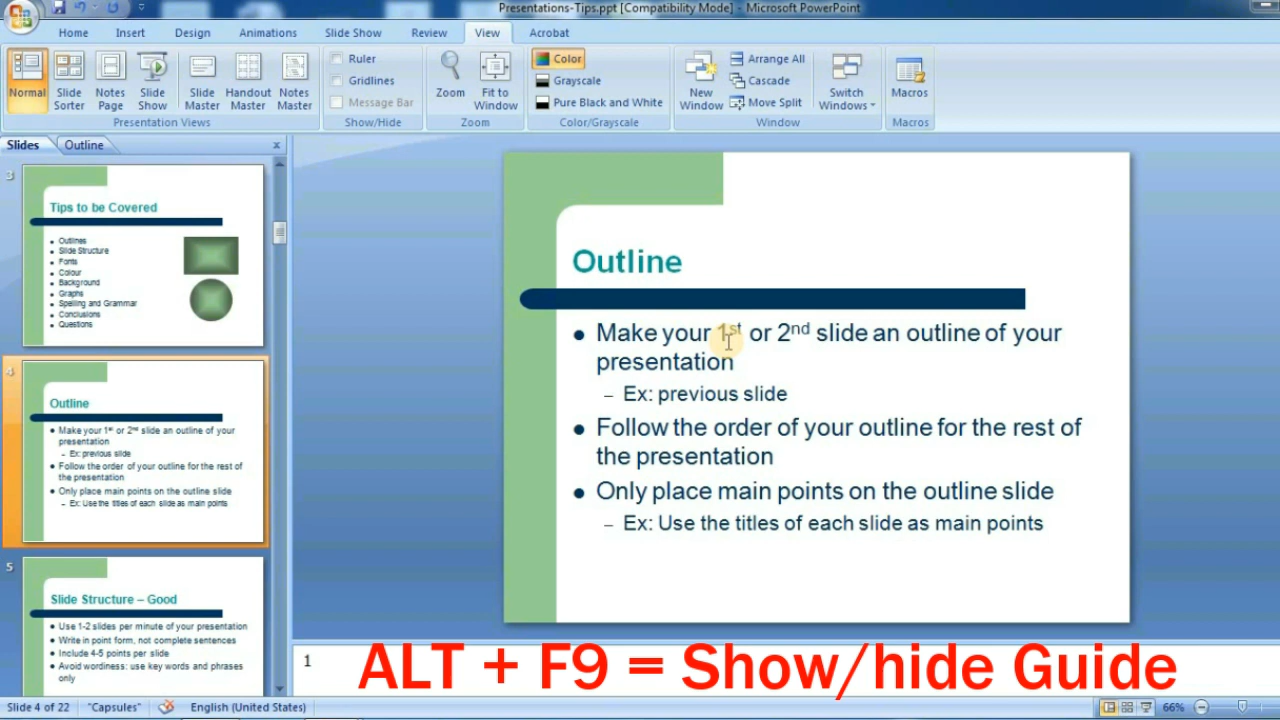 Presentations-Tips.ppt [Compatibility Mode] - Microsoft PowerPoint
Home Insert Design Animations Slide Show Review View Acrobat
Normal
Slide Sorter
Notes Page
Slide Show
Slide Master
Handout Master
Notes Master
Presentation Views
Ruler
Gridlines
Message Bar
Show/Hide
Zoom
Fit to Window
Zoom
Color
Grayscale
Pure Black and White
Color/Grayscale
New Window
Arrange All
Cascade
Move Split
Switch Windows
Window
Macros
Macros
Slides Outline x
3
Tips to be Covered
• Outlines
• Slide Structure
• Fonts
• Colour
• Background
• Graphs
• Spelling and Grammar
• Conclusions
• Questions
4
Outline
• Make your 1st or 2nd slide an outline of your
presentation
– Ex: previous slide
• Follow the order of your outline for the rest of
the presentation
• Only place main points on the outline slide
– Ex: Use the titles of each slide as main points
5
Slide Structure – Good
• Use 1-2 slides per minute of your presentation
• Write in point form, not complete sentences
• Include 4-5 points per slide
• Avoid wordiness: use key words and phrases
only
Outline
• Make your 1st or 2nd slide an outline of your
presentation
– Ex: previous slide
• Follow the order of your outline for the rest of
the presentation
• Only place main points on the outline slide
– Ex: Use the titles of each slide as main points
1
ALT + F9 = Show/hide Guide
Slide 4 of 22 "Capsules" English (United States) 66%